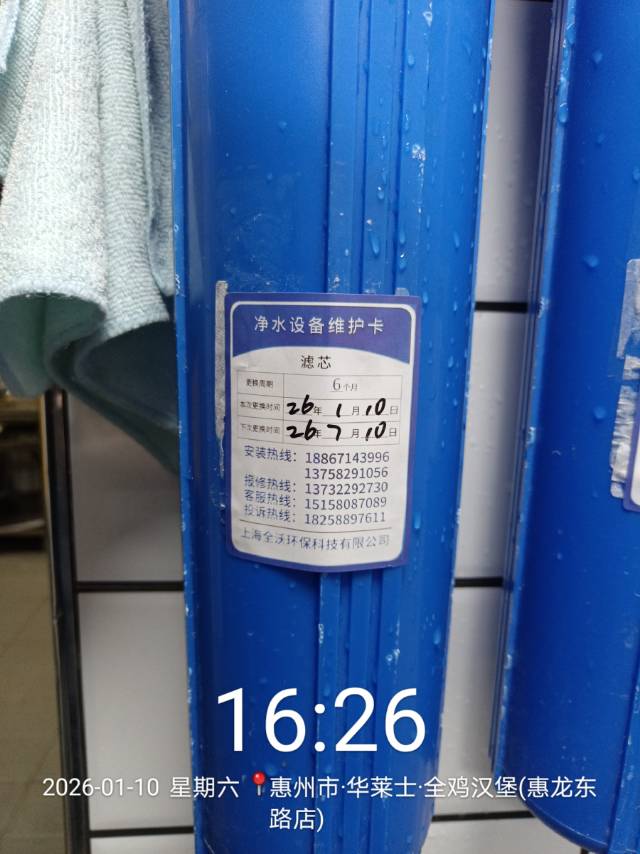 净水设备维护卡
滤芯
更换周期 6个月
本次更换时间 26年 1月 10日
下次更换时间 26年 7月 10日
安装热线：18867143996
13758291056
报修热线：13732292730
客服热线：15158087089
投诉热线：18258897611
上海全沃环保科技有限公司
16:26
2026-01-10 星期六 📍惠州市·华莱士·全鸡汉堡(惠龙东
路店)